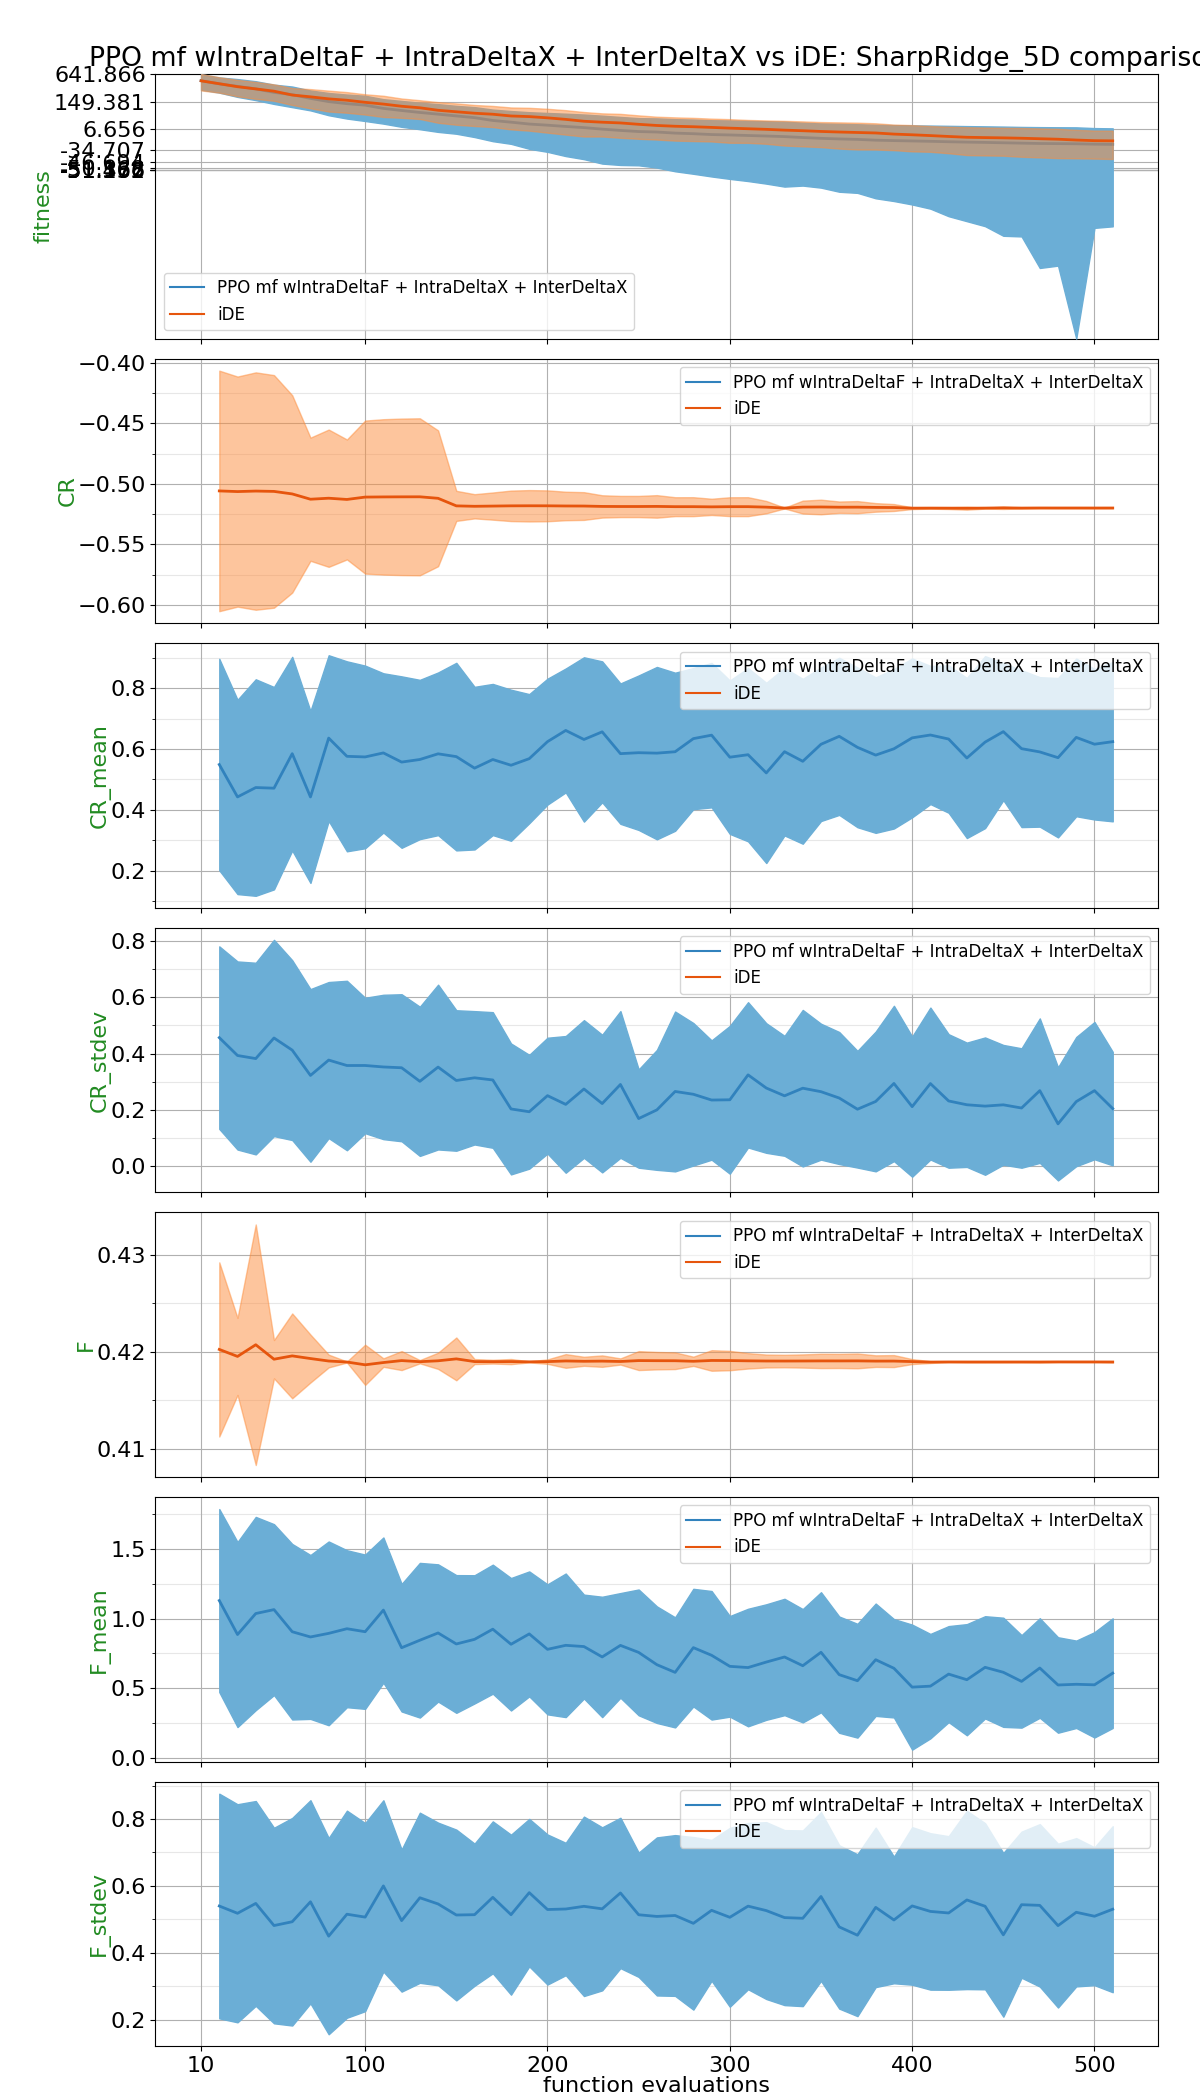 PPO mf wIntraDeltaF + IntraDeltaX + InterDeltaX vs iDE: SharpRidge_5D compariso
641.866
149.381
6.656
-34.707
fitness
PPO mf wIntraDeltaF + IntraDeltaX + InterDeltaX
iDE
−0.40
−0.45
−0.50
−0.55
−0.60
CR
PPO mf wIntraDeltaF + IntraDeltaX + InterDeltaX
iDE
0.8
0.6
0.4
0.2
CR_mean
PPO mf wIntraDeltaF + IntraDeltaX + InterDeltaX
iDE
0.8
0.6
0.4
0.2
0.0
CR_stdev
PPO mf wIntraDeltaF + IntraDeltaX + InterDeltaX
iDE
0.43
0.42
0.41
F
PPO mf wIntraDeltaF + IntraDeltaX + InterDeltaX
iDE
1.5
1.0
0.5
0.0
F_mean
PPO mf wIntraDeltaF + IntraDeltaX + InterDeltaX
iDE
0.8
0.6
0.4
0.2
F_stdev
PPO mf wIntraDeltaF + IntraDeltaX + InterDeltaX
iDE
10 100 200 300 400 500
function evaluations